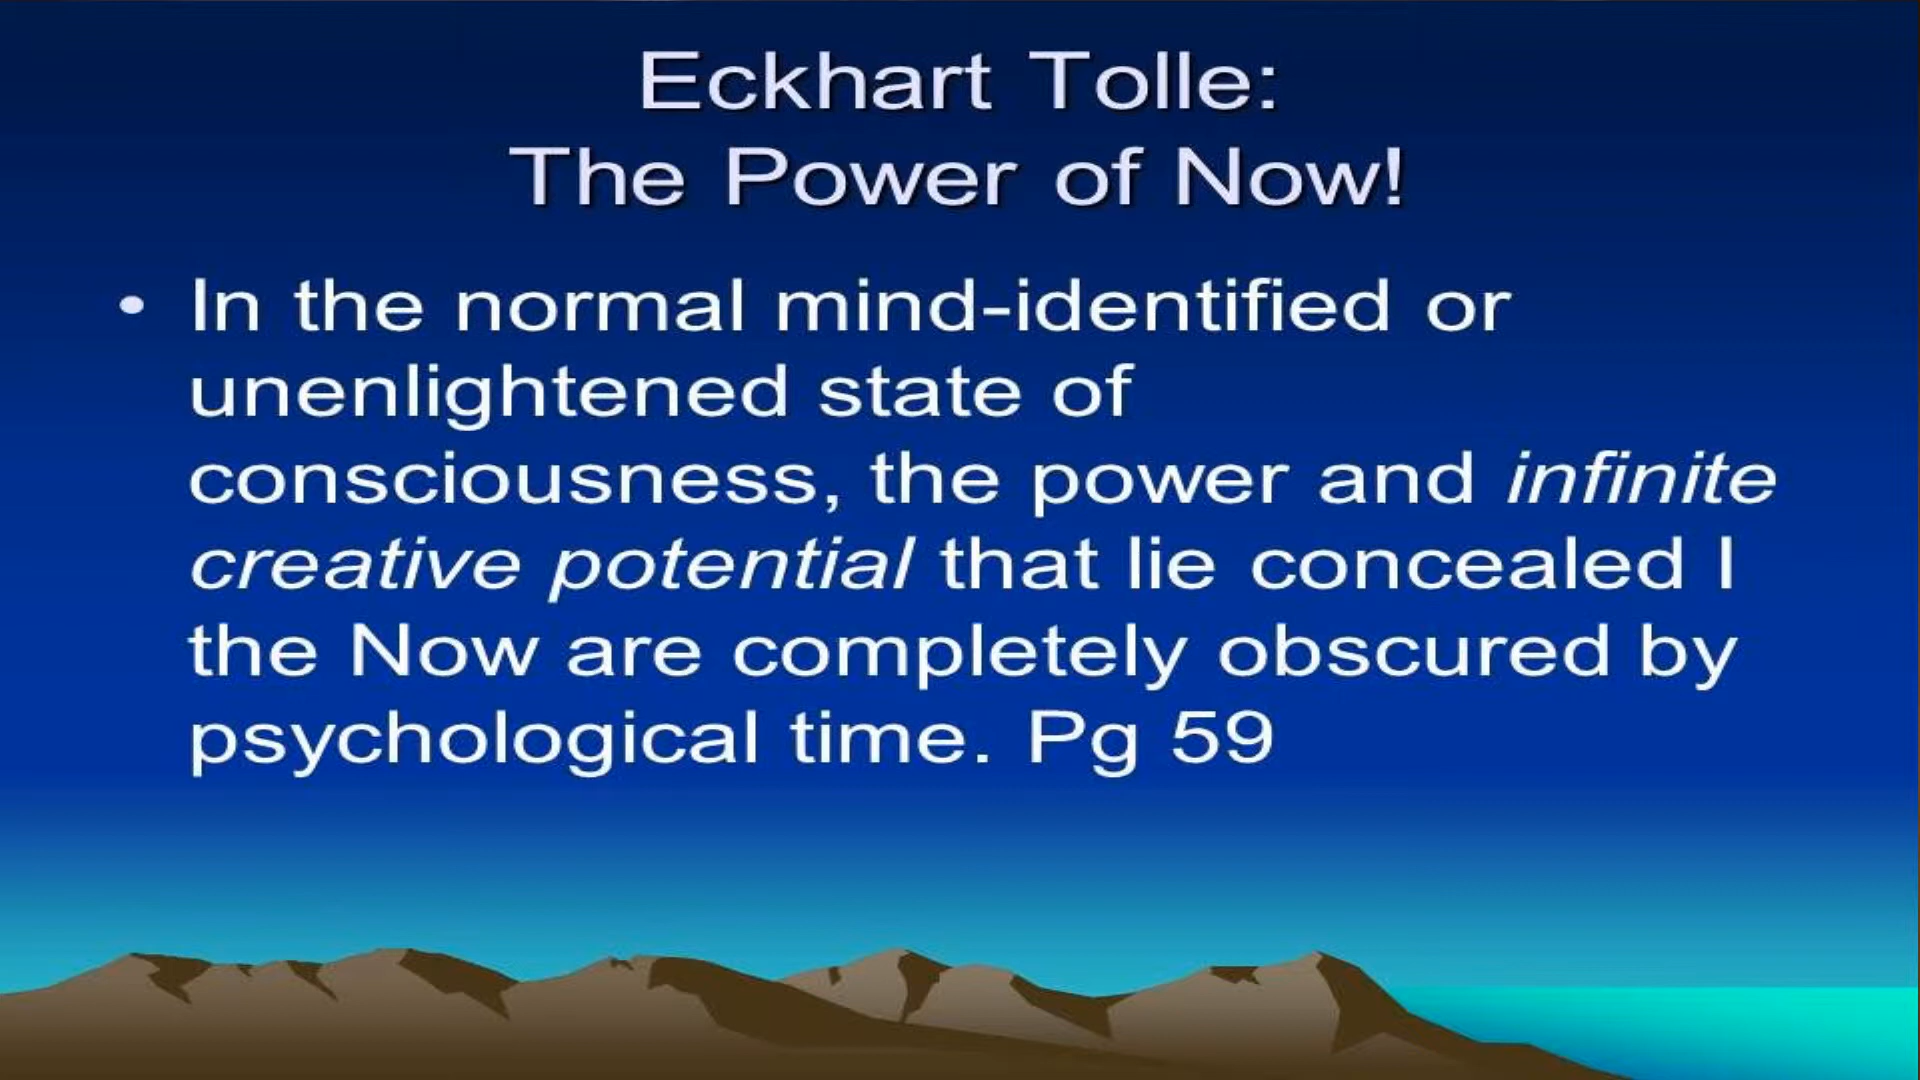 Eckhart Tolle:
The Power of Now!
• In the normal mind-identified or
unenlightened state of
consciousness, the power and infinite
creative potential that lie concealed I
the Now are completely obscured by
psychological time. Pg 59